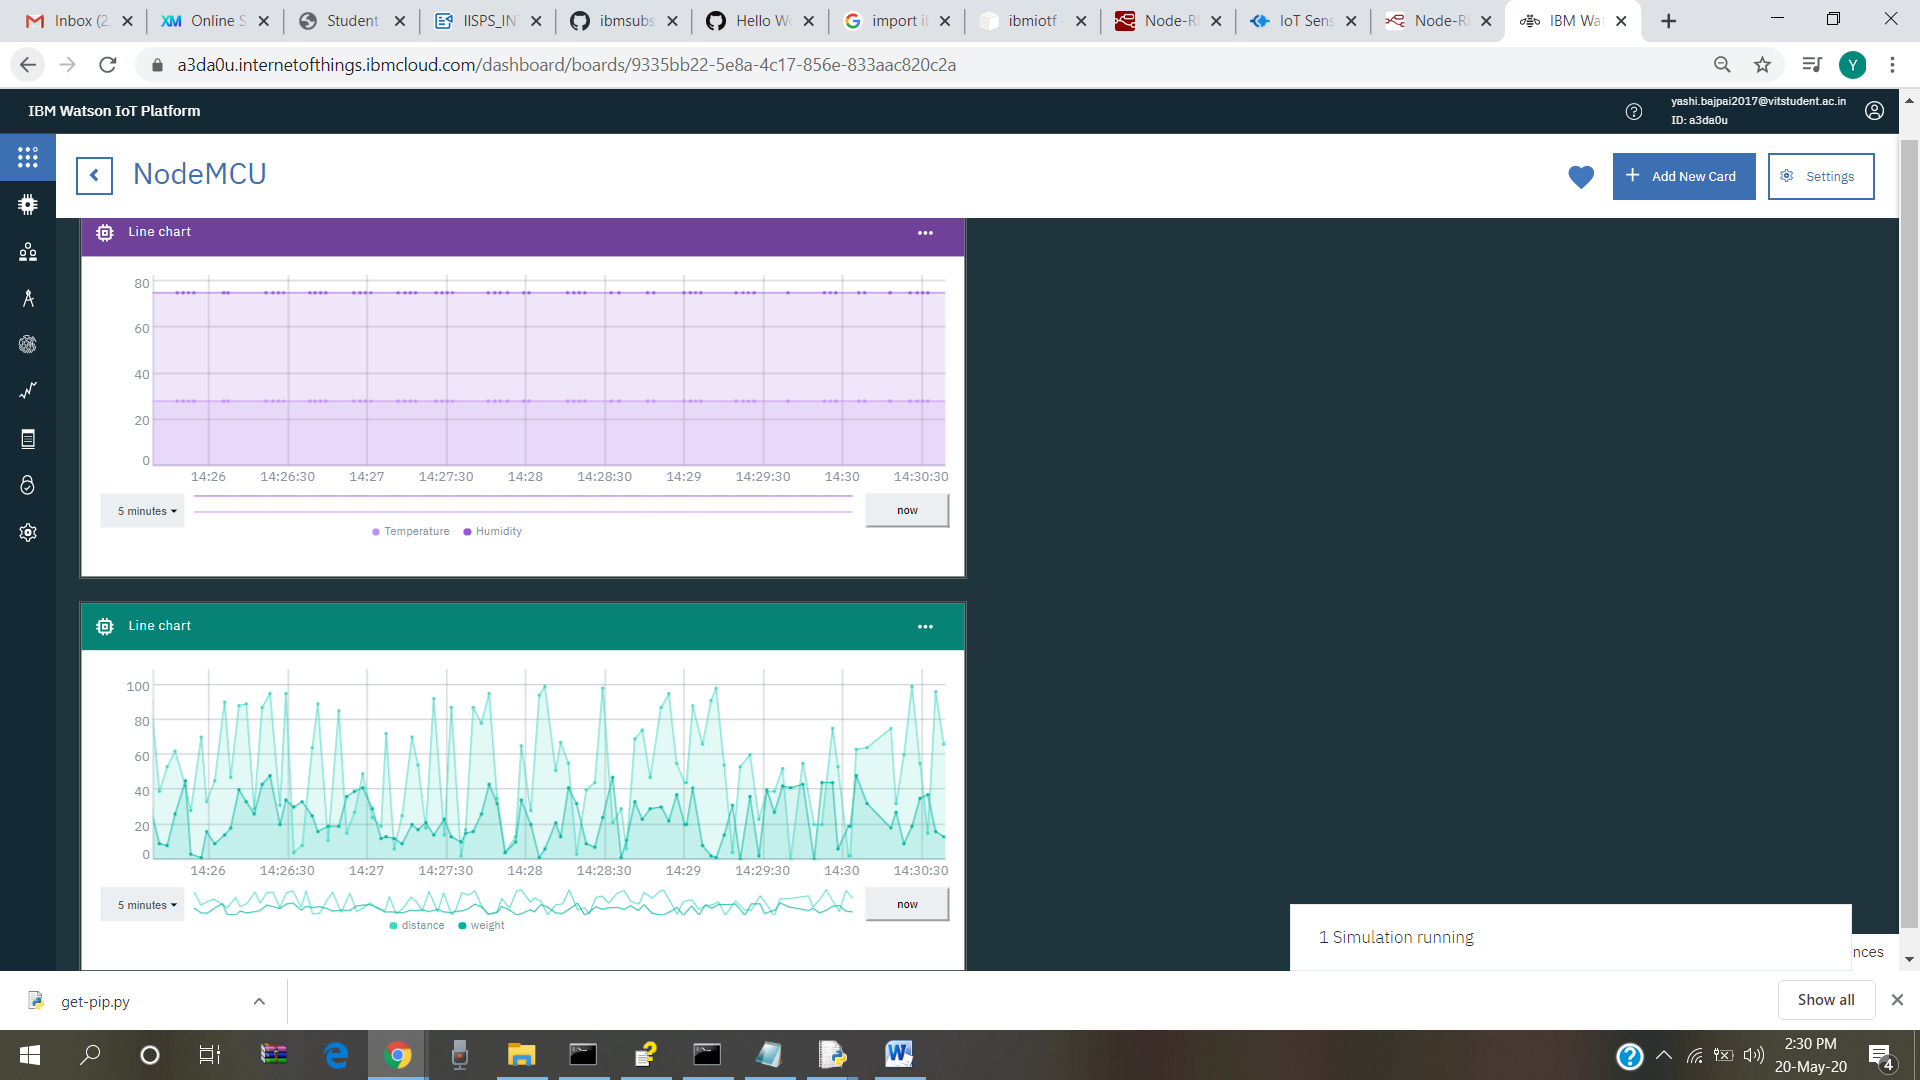 Inbox (2
Online S
Student
IISPS_IN
ibmsubs
Hello Wo
import i
ibmiotf
Node-R
IoT Sens
Node-R
IBM Wat
a3da0u.internetofthings.ibmcloud.com/dashboard/boards/9335bb22-5e8a-4c17-856e-833aac820c2a
Y
IBM Watson IoT Platform
yashi.bajpai2017@vitstudent.ac.in
ID: a3da0u
NodeMCU
Add New Card
Settings
Line chart
80
60
40
20
0
14:26 14:26:30 14:27 14:27:30 14:28 14:28:30 14:29 14:29:30 14:30 14:30:30
5 minutes
now
Temperature Humidity
Line chart
100
80
60
40
20
0
14:26 14:26:30 14:27 14:27:30 14:28 14:28:30 14:29 14:29:30 14:30 14:30:30
5 minutes
now
distance weight
1 Simulation running
nces
get-pip.py
Show all
2:30 PM
20-May-20
4